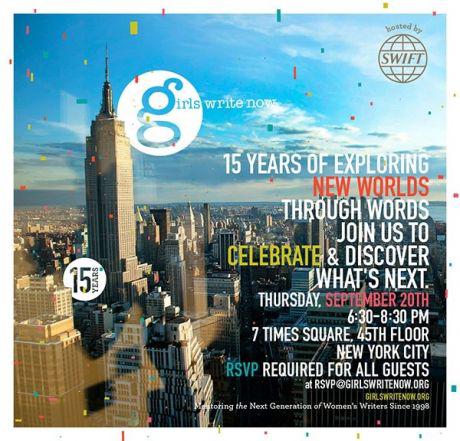 hosted by
SWIFT
girls write now
15 YEARS OF EXPLORING
NEW WORLDS
THROUGH WORDS
JOIN US TO
CELEBRATE & DISCOVER
WHAT'S NEXT.
THURSDAY, SEPTEMBER 20TH
6:30-8:30 PM
7 TIMES SQUARE, 45TH FLOOR
NEW YORK CITY
RSVP REQUIRED FOR ALL GUESTS
at RSVP@GIRLSWRITENOW.ORG
GIRLSWRITENOW.ORG
Mentoring the Next Generation of Women's Writers Since 1998
15
YEARS